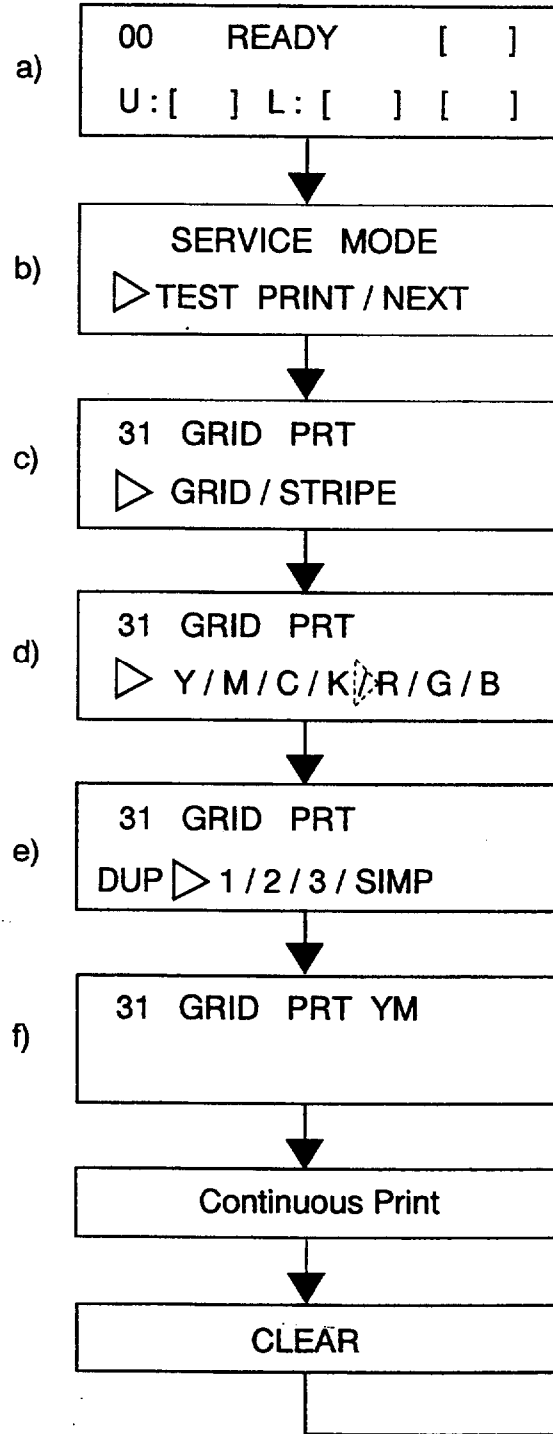 a)
00 READY [ ]
U:[ ] L:[ ] [ ]
b)
SERVICE MODE
▷ TEST PRINT / NEXT
c)
31 GRID PRT
▷ GRID / STRIPE
d)
31 GRID PRT
▷ Y / M / C / K / R / G / B
e)
31 GRID PRT
DUP ▷ 1 / 2 / 3 / SIMP
f)
31 GRID PRT YM
Continuous Print
CLEAR